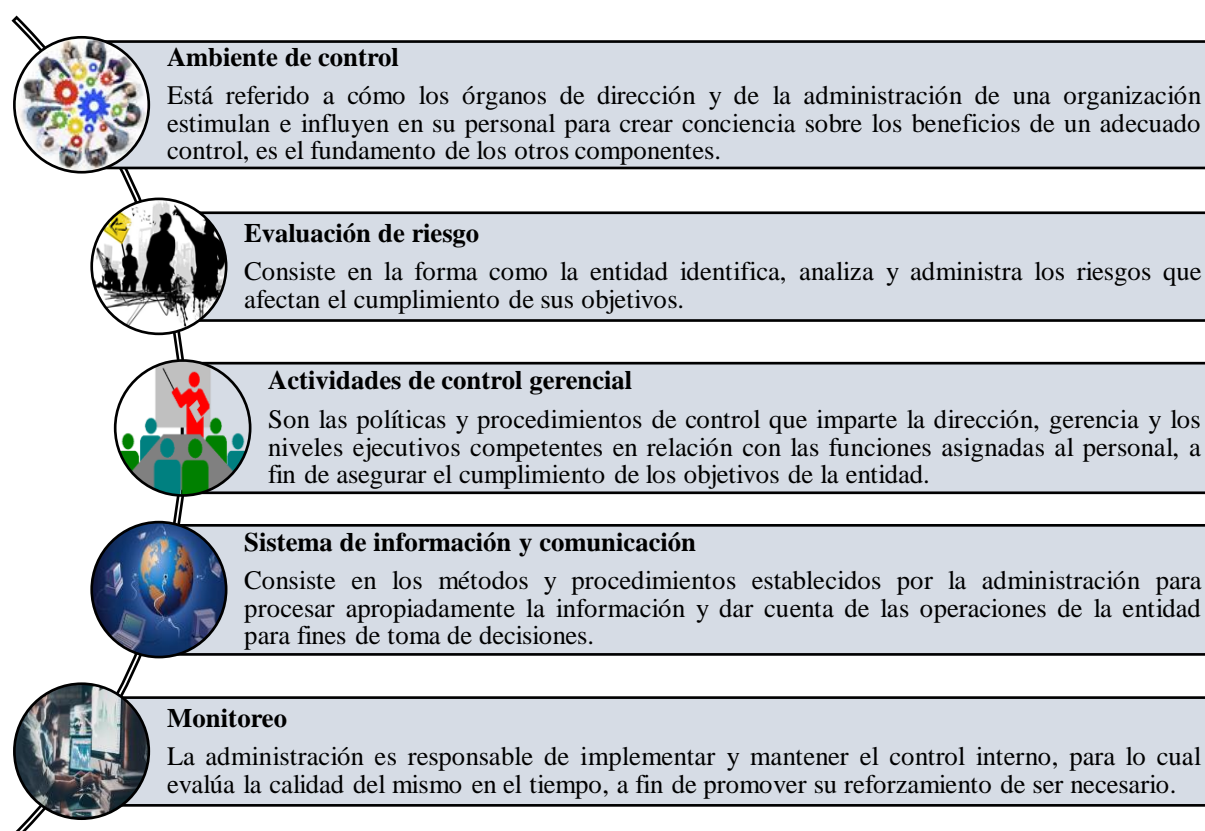 Ambiente de control
Está referido a cómo los órganos de dirección y de la administración de una organización
estimulan e influyen en su personal para crear conciencia sobre los beneficios de un adecuado
control, es el fundamento de los otros componentes.
Evaluación de riesgo
Consiste en la forma como la entidad identifica, analiza y administra los riesgos que
afectan el cumplimiento de sus objetivos.
Actividades de control gerencial
Son las políticas y procedimientos de control que imparte la dirección, gerencia y los
niveles ejecutivos competentes en relación con las funciones asignadas al personal, a
fin de asegurar el cumplimiento de los objetivos de la entidad.
Sistema de información y comunicación
Consiste en los métodos y procedimientos establecidos por la administración para
procesar apropiadamente la información y dar cuenta de las operaciones de la entidad
para fines de toma de decisiones.
Monitoreo
La administración es responsable de implementar y mantener el control interno, para lo cual
evalúa la calidad del mismo en el tiempo, a fin de promover su reforzamiento de ser necesario.